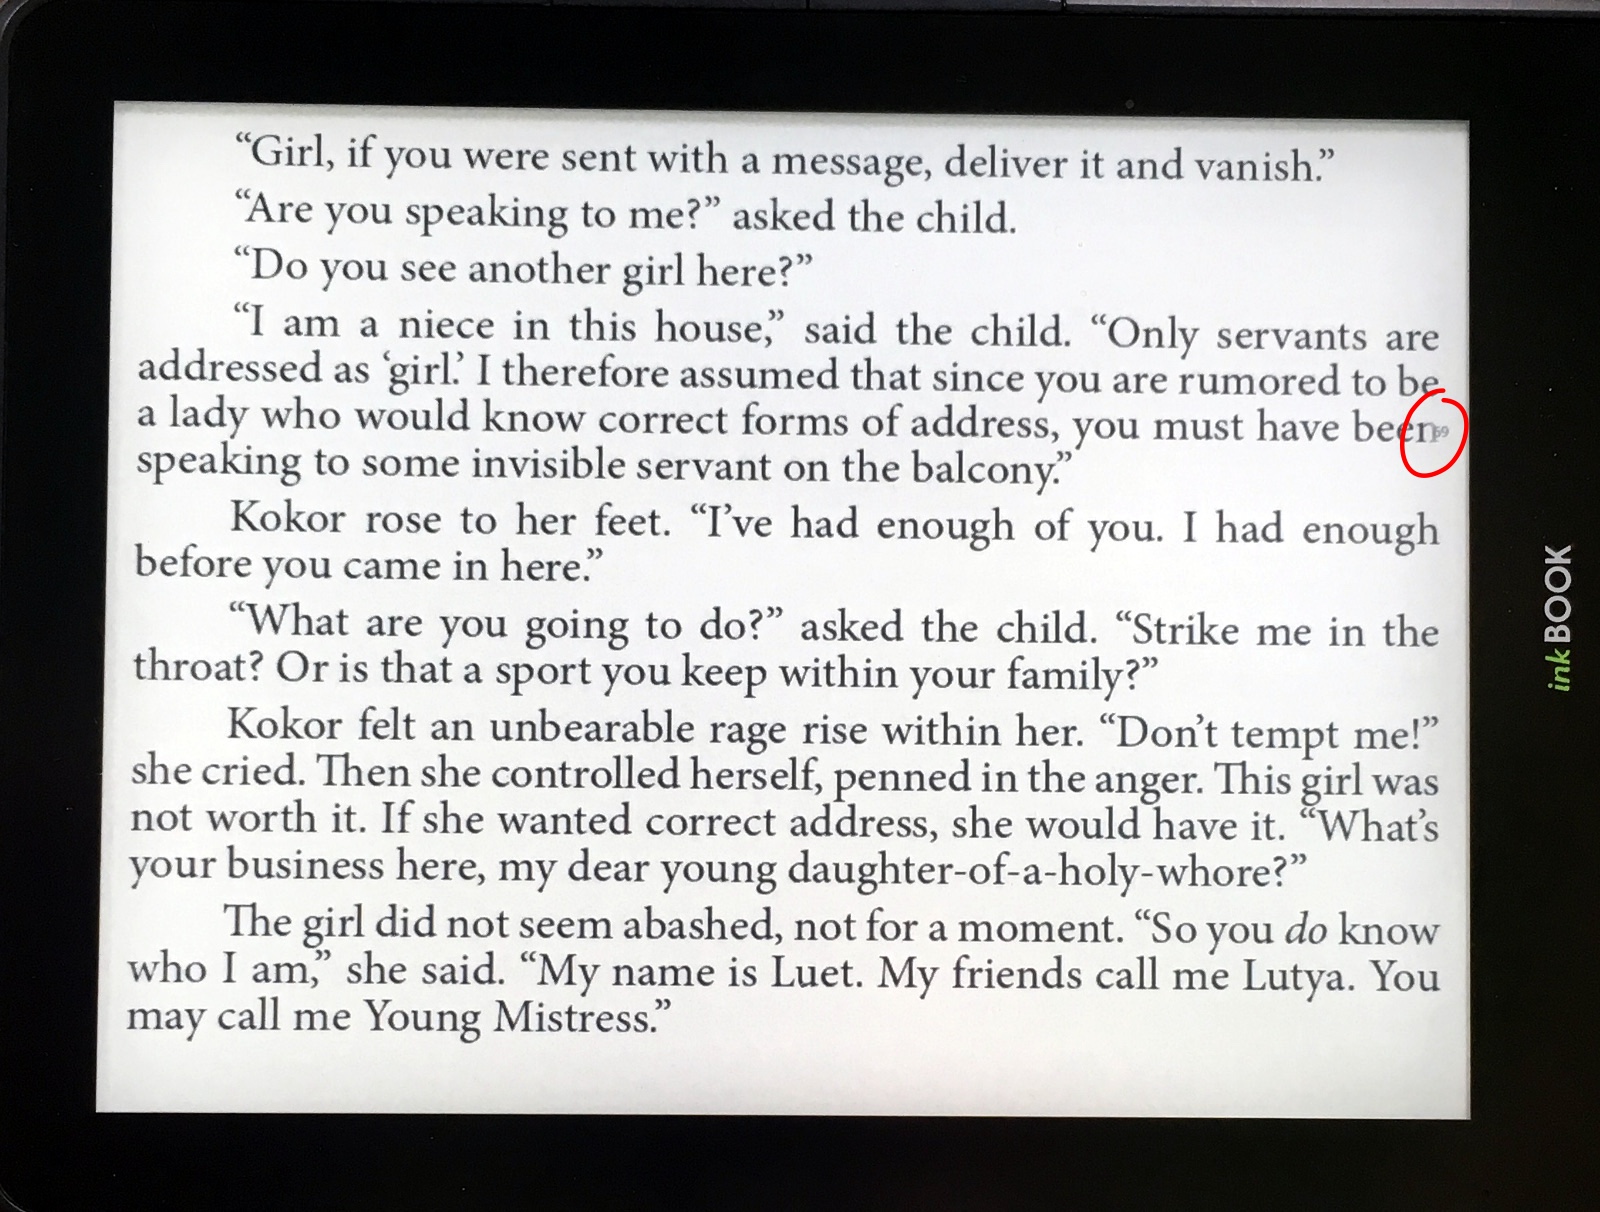 “Girl, if you were sent with a message, deliver it and vanish.”
“Are you speaking to me?” asked the child.
“Do you see another girl here?”
“I am a niece in this house,” said the child. “Only servants are
addressed as ‘girl.’ I therefore assumed that since you are rumored to be
a lady who would know correct forms of address, you must have been
speaking to some invisible servant on the balcony.”
Kokor rose to her feet. “I’ve had enough of you. I had enough
before you came in here.”
“What are you going to do?” asked the child. “Strike me in the
throat? Or is that a sport you keep within your family?”
Kokor felt an unbearable rage rise within her. “Don’t tempt me!”
she cried. Then she controlled herself, penned in the anger. This girl was
not worth it. If she wanted correct address, she would have it. “What’s
your business here, my dear young daughter-of-a-holy-whore?”
The girl did not seem abashed, not for a moment. “So you do know
who I am,” she said. “My name is Luet. My friends call me Lutya. You
may call me Young Mistress.”
inkBOOK